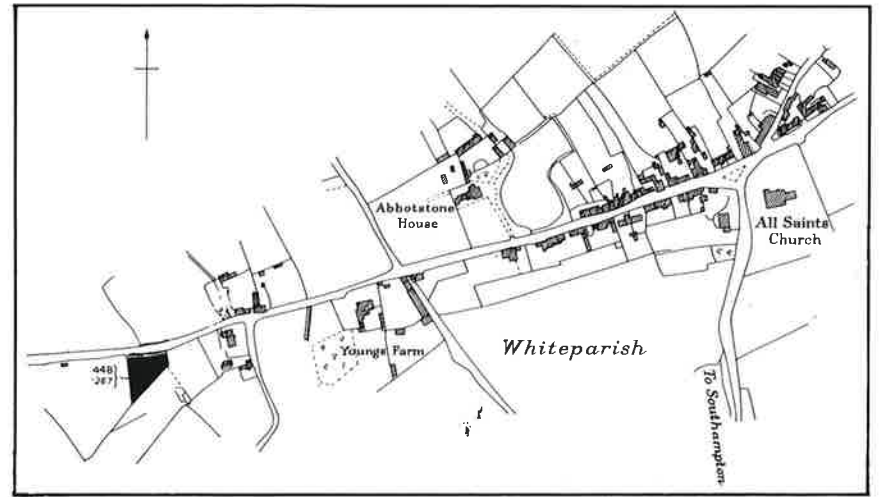 Abbotstone
House
All Saints
Church
Whiteparish
Youngs Farm
448
·267
To Southampton